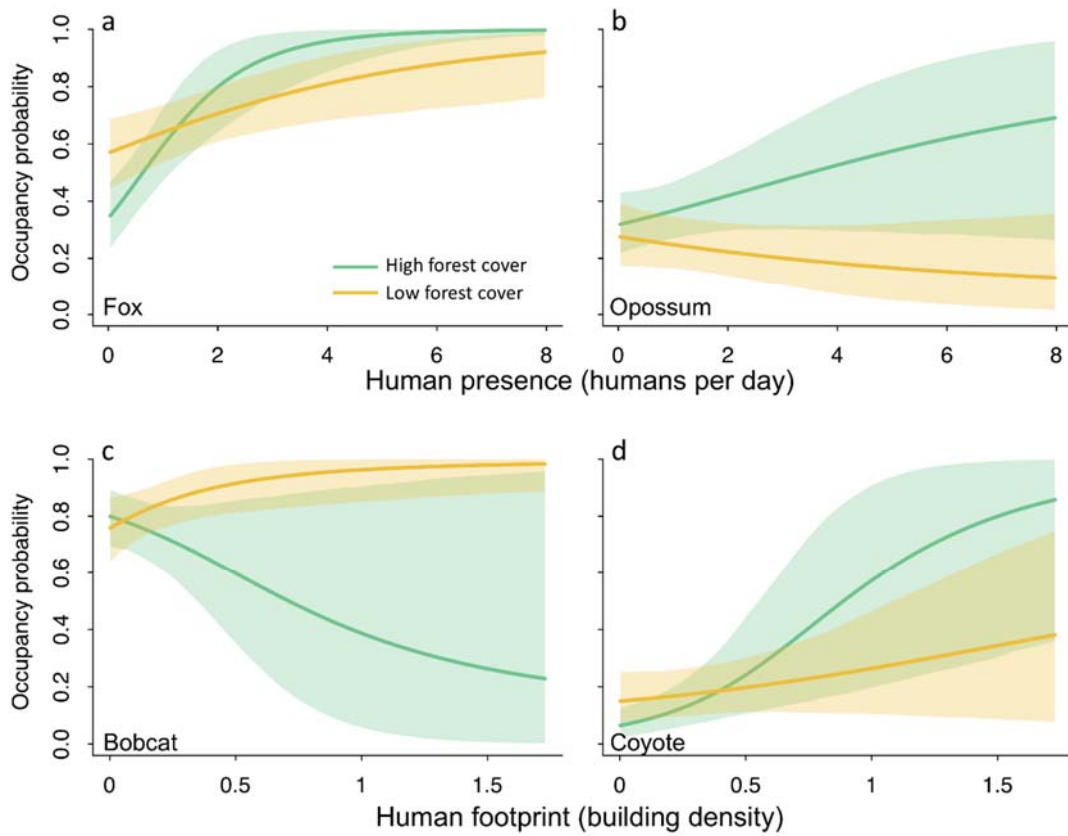 a
b
Occupancy probability
0.0 0.2 0.4 0.6 0.8 1.0
High forest cover
Low forest cover
Fox
Opossum
0 2 4 6 8
0 2 4 6 8
Human presence (humans per day)
c
d
Occupancy probability
0.0 0.2 0.4 0.6 0.8 1.0
Bobcat
Coyote
0 0.5 1 1.5
0 0.5 1 1.5
Human footprint (building density)